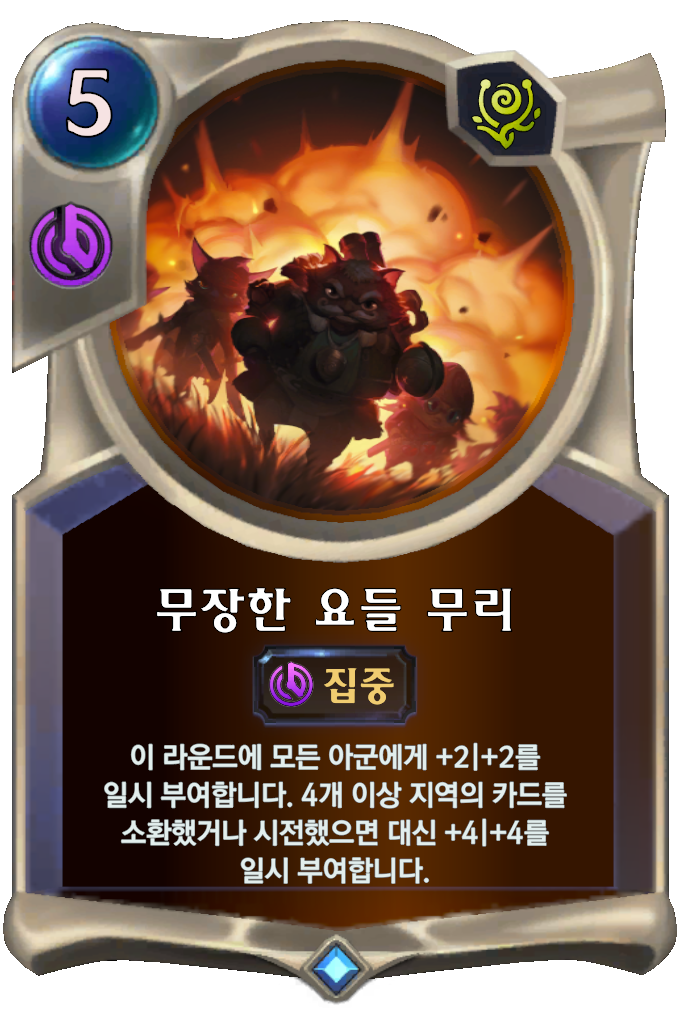 5
무장한 요들 무리
집중
이 라운드에 모든 아군에게 +2|+2를
일시 부여합니다. 4개 이상 지역의 카드를
소환했거나 시전했으면 대신 +4|+4를
일시 부여합니다.